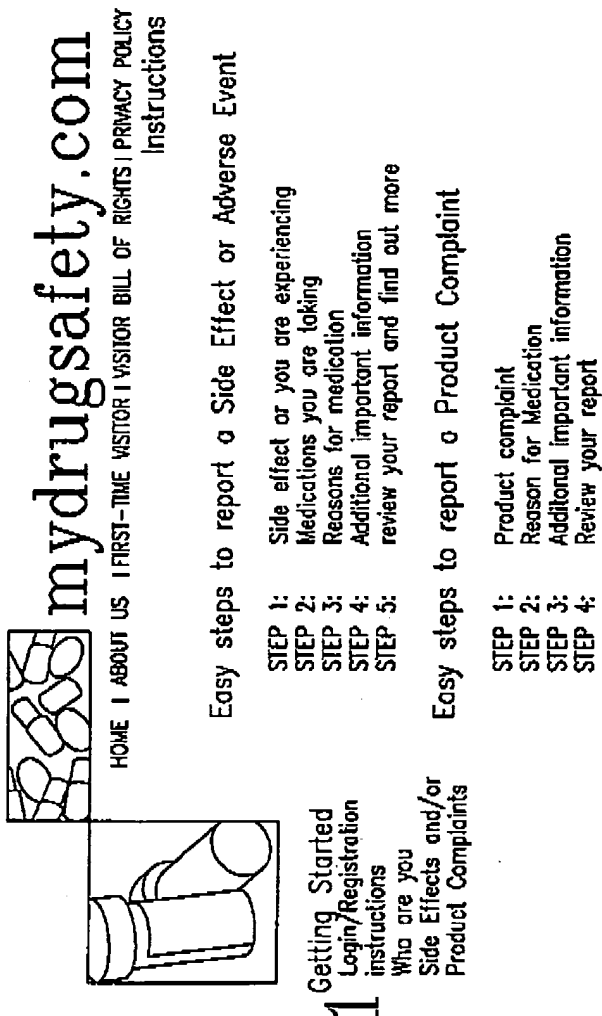 mydrugsafety.com
HOME | ABOUT US | FIRST-TIME VISITOR | VISITOR BILL OF RIGHTS | PRIVACY POLICY
Instructions
1 Getting Started
Login/Registration
instructions
Who are you
Side Effects and/or
Product Complaints
Easy steps to report a Side Effect or Adverse Event
STEP 1: Side effect or you are experiencing
STEP 2: Medications you are taking
STEP 3: Reasons for medication
STEP 4: Additional important information
STEP 5: review your report and find out more
Easy steps to report a Product Complaint
STEP 1: Product complaint
STEP 2: Reason for Medication
STEP 3: Additonal important information
STEP 4: Review your report